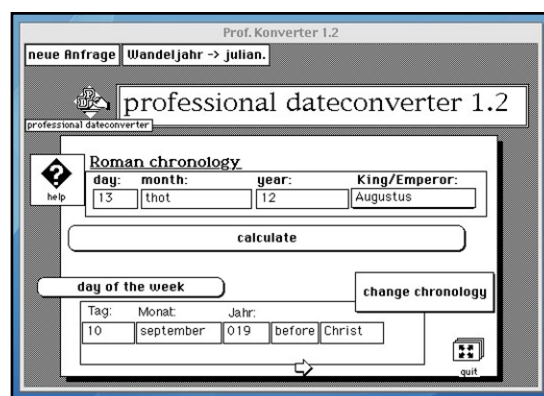 Prof. Konverter 1.2
neue Anfrage Wandeljahr -> julian.
professional dateconverter 1.2
professional dateconverter
Roman chronology
day: month: year: King/Emperor:
13 thot 12 Augustus
help
calculate
day of the week
change chronology
Tag: Monat: Jahr:
10 september 019 before Christ
quit